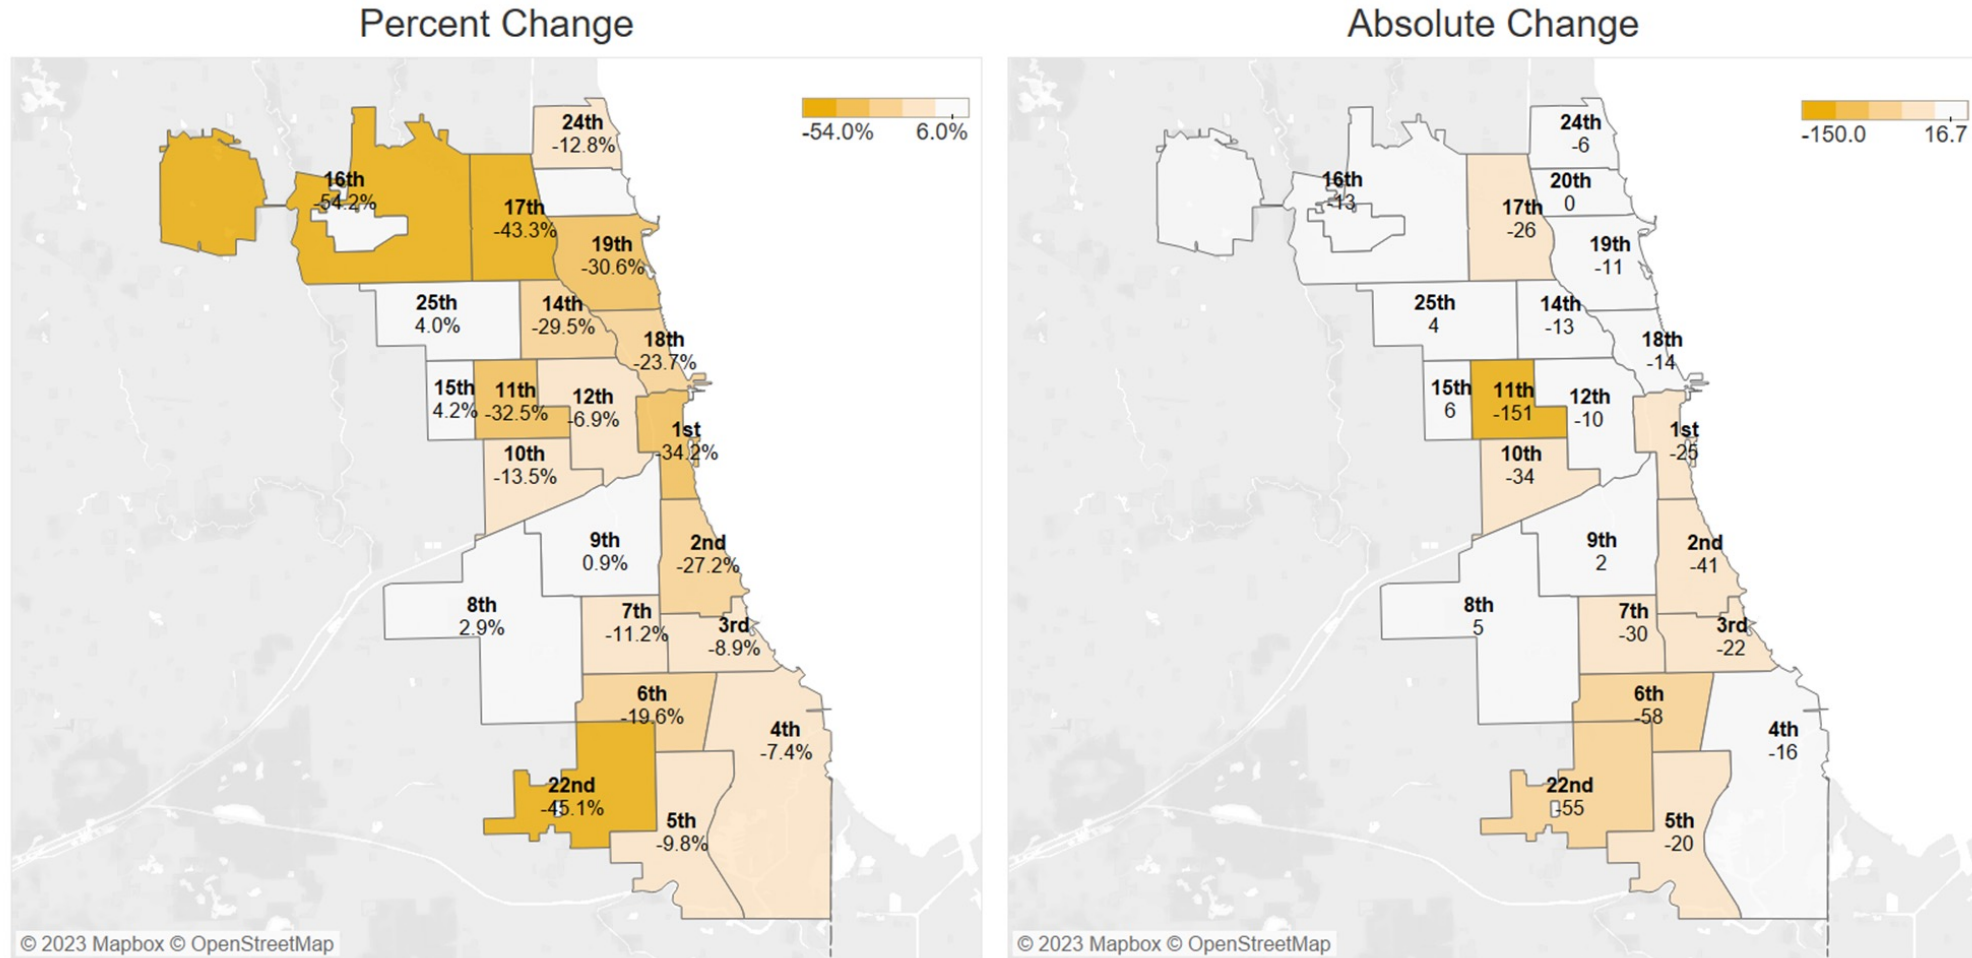 Percent Change
-54.0% 6.0%
24th
-12.8%
16th
-54.2%
17th
-43.3%
19th
-30.6%
25th
4.0%
14th
-29.5%
18th
-23.7%
15th
4.2%
11th
-32.5%
12th
-6.9%
1st
-34.2%
10th
-13.5%
9th
0.9%
2nd
-27.2%
8th
2.9%
7th
-11.2%
3rd
-8.9%
6th
-19.6%
4th
-7.4%
22nd
-45.1%
5th
-9.8%
© 2023 Mapbox © OpenStreetMap
Absolute Change
-150.0 16.7
24th
-6
16th
-13
20th
0
17th
-26
19th
-11
25th
4
14th
-13
18th
-14
15th
6
11th
-151
12th
-10
1st
-25
10th
-34
9th
2
2nd
-41
8th
5
7th
-30
3rd
-22
6th
-58
4th
-16
22nd
-55
5th
-20
© 2023 Mapbox © OpenStreetMap